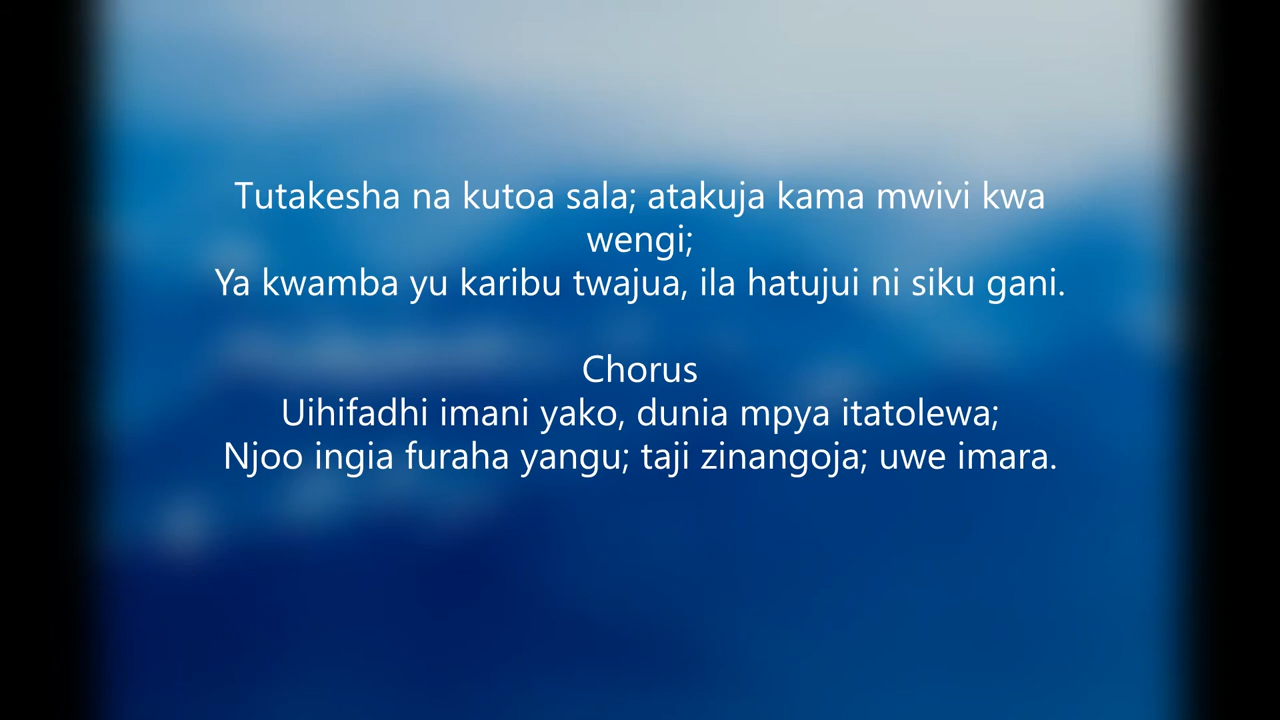 Tutakesha na kutoa sala; atakuja kama mwivi kwa
wengi;
Ya kwamba yu karibu twajua, ila hatujui ni siku gani.
Chorus
Uihifadhi imani yako, dunia mpya itatolewa;
Njoo ingia furaha yangu; taji zinangoja; uwe imara.